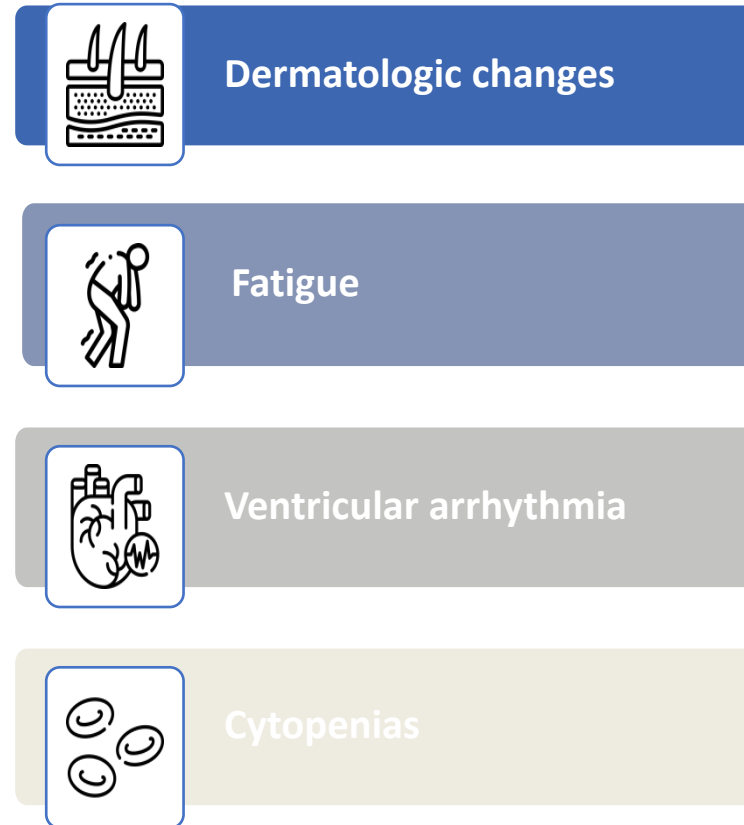 Dermatologic changes
Fatigue
Ventricular arrhythmia
Cytopenias